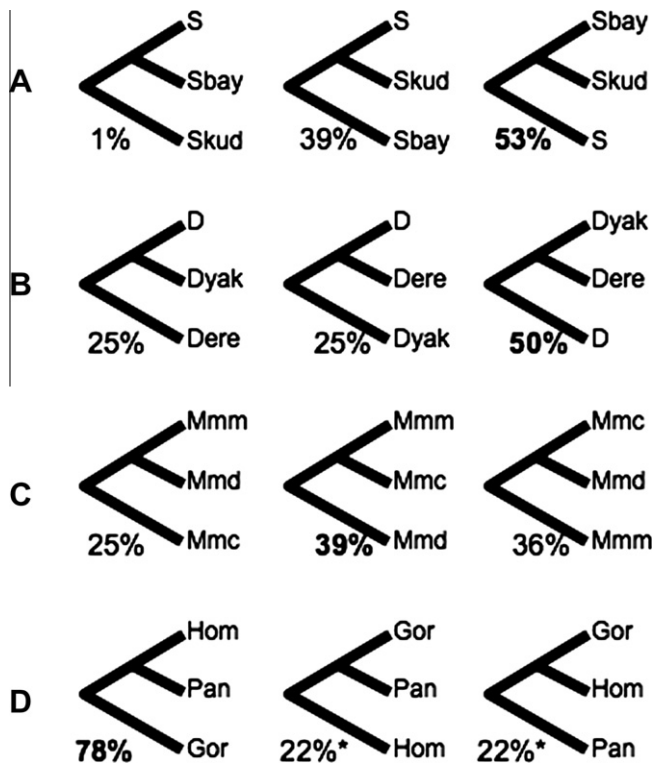 S S Sbay
A Sbay Skud Skud
1% Skud 39% Sbay 53% S
D D Dyak
B Dyak Dere Dere
25% Dere 25% Dyak 50% D
Mmm Mmm Mmc
C Mmd Mmc Mmd
25% Mmc 39% Mmd 36% Mmm
Hom Gor Gor
D Pan Pan Hom
78% Gor 22%* Hom 22%* Pan